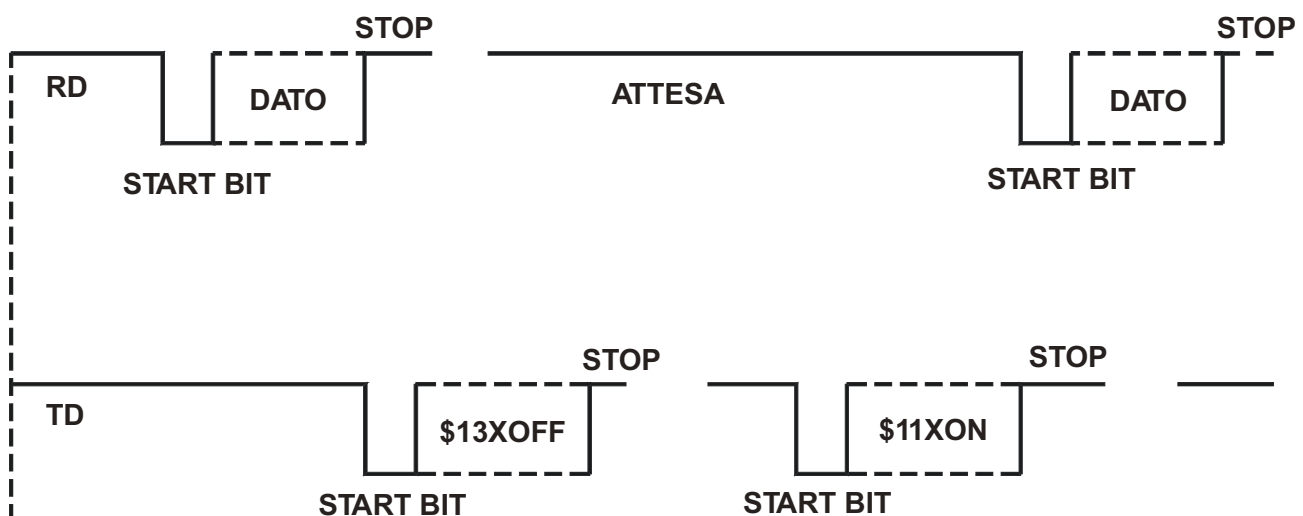 STOP
STOP
RD
DATO
ATTESA
DATO
START BIT
START BIT
STOP
STOP
TD
$13XOFF
$11XON
START BIT
START BIT